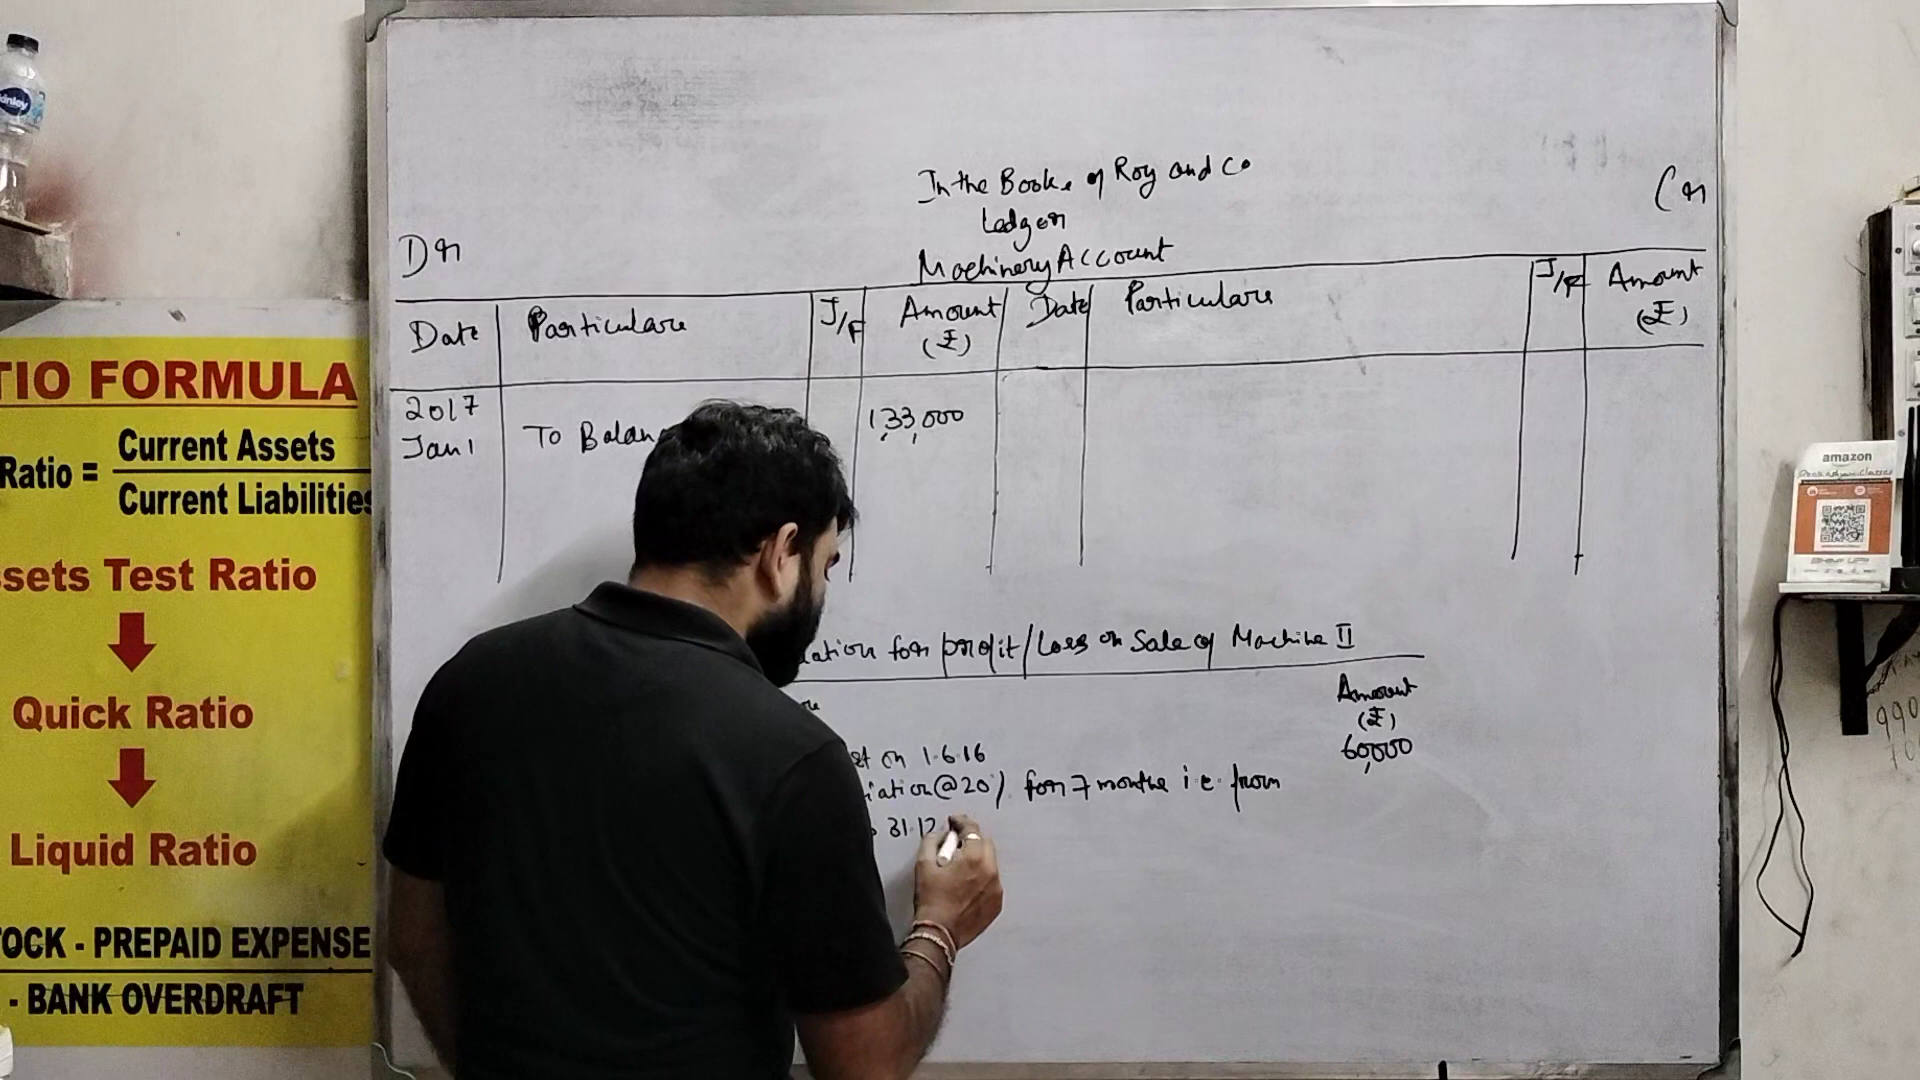 In the Books of Roy and Co
Ledger
Machinery Account
Dr
Cr
Date Particulars J/F Amount (₹) Date Particulars J/F Amount (₹)
2017
Jan 1 To Balan 1,33,000
lation for profit/Loss on Sale of Machine II
Amount
(₹)
st on 1.6.16 60,000
iation @ 20% for 7 months i.e. from
31.12
TIO FORMULA
Ratio = Current Assets
Current Liabilities
ssets Test Ratio
Quick Ratio
Liquid Ratio
TOCK - PREPAID EXPENSE
- BANK OVERDRAFT
amazon